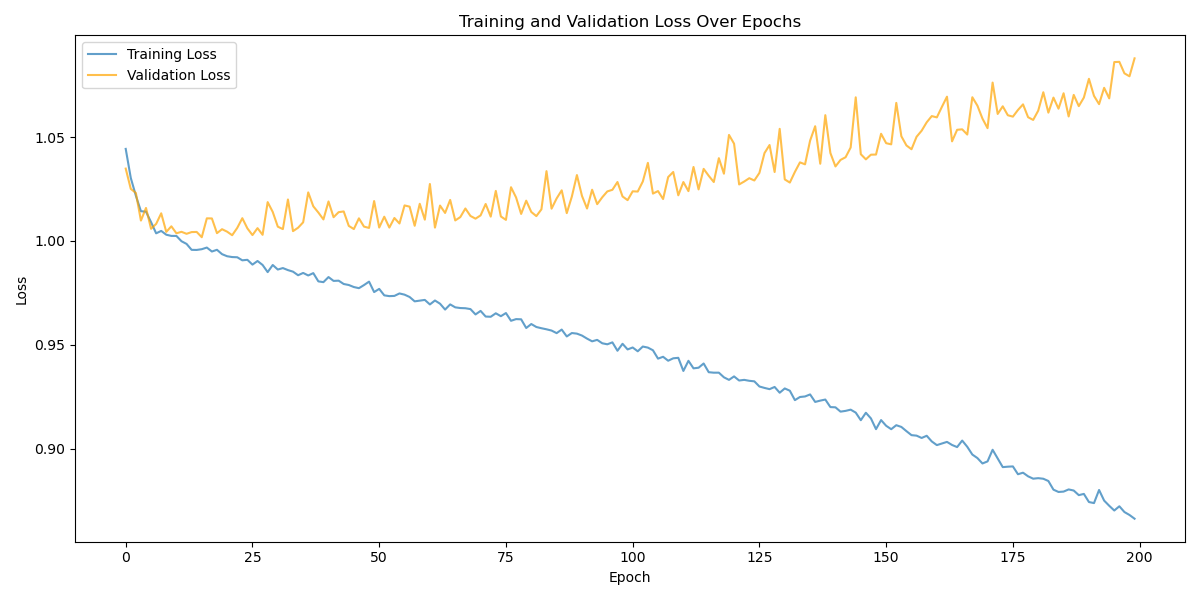 Training and Validation Loss Over Epochs
Training Loss
Validation Loss
1.05
1.00
0.95
0.90
Loss
0 25 50 75 100 125 150 175 200
Epoch